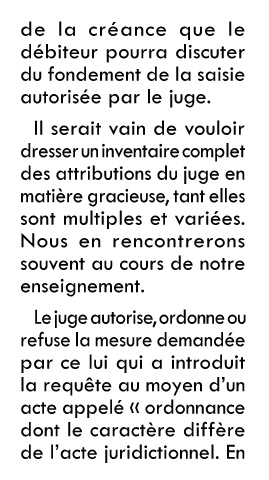 de la créance que le
débiteur pourra discuter
du fondement de la saisie
autorisée par le juge.
Il serait vain de vouloir
dresser un inventaire complet
des attributions du juge en
matière gracieuse, tant elles
sont multiples et variées.
Nous en rencontrerons
souvent au cours de notre
enseignement.
Le juge autorise, ordonne ou
refuse la mesure demandée
par ce lui qui a introduit
la requête au moyen d’un
acte appelé « ordonnance
dont le caractère diffère
de l’acte juridictionnel. En